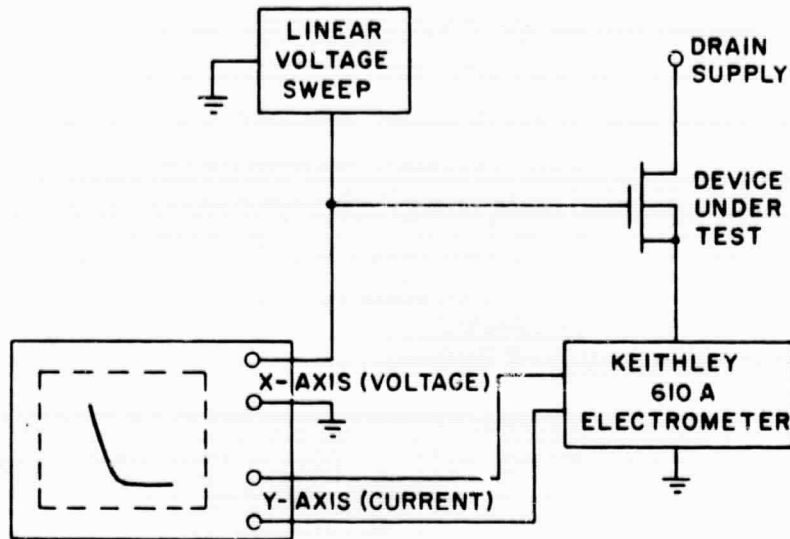 LINEAR
VOLTAGE
SWEEP
DRAIN
SUPPLY
DEVICE
UNDER
TEST
X-AXIS (VOLTAGE)
KEITHLEY
610 A
ELECTROMETER
Y-AXIS (CURRENT)